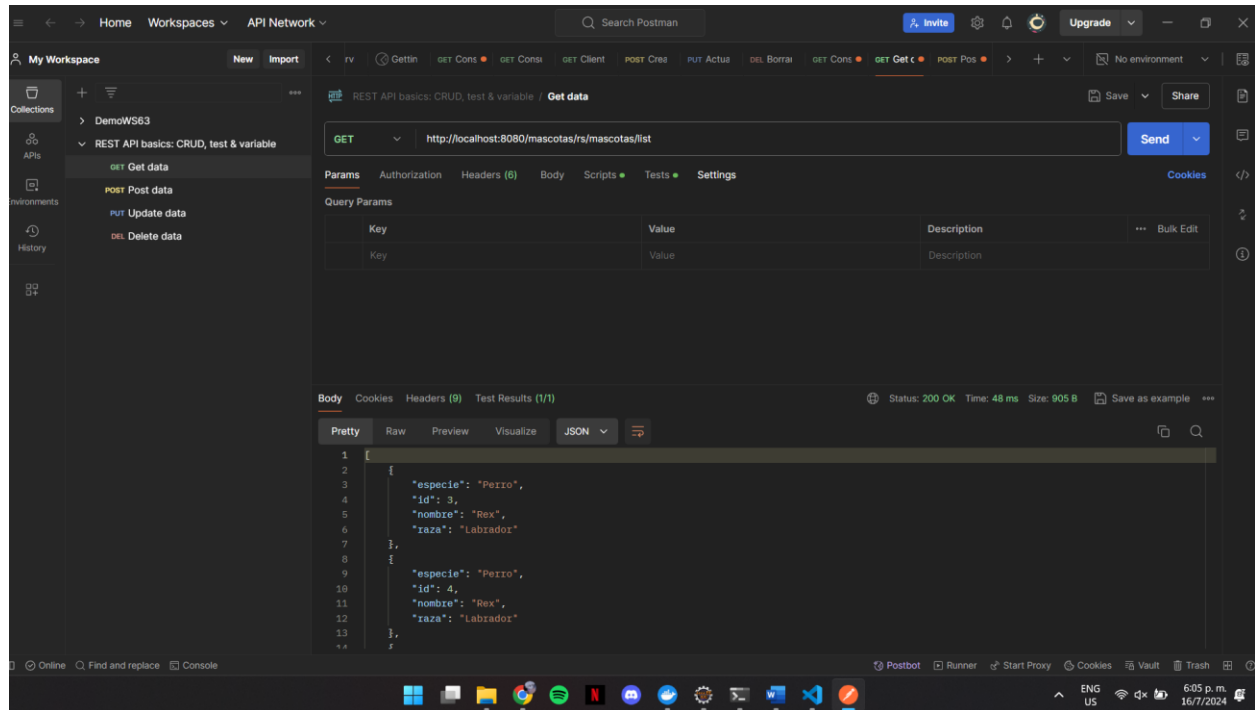 Home Workspaces API Network Search Postman Invite Upgrade
My Workspace New Import rv Gettin GET Cons GET Consu GET Client POST Crea PUT Actua DEL Borrar GET Cons GET Get c POST Pos No environment
Collections
APIs
Environments
History
DemoWS63
REST API basics: CRUD, test & variable
GET Get data
POST Post data
PUT Update data
DEL Delete data
REST API basics: CRUD, test & variable / Get data Save Share
GET http://localhost:8080/mascotas/rs/mascotas/list Send
Params Authorization Headers (6) Body Scripts Tests Settings Cookies
Query Params
Key Value Description Bulk Edit
Key Value Description
Body Cookies Headers (9) Test Results (1/1) Status: 200 OK Time: 48 ms Size: 905 B Save as example
Pretty Raw Preview Visualize JSON
1 [
2 {
3 "especie": "Perro",
4 "id": 3,
5 "nombre": "Rex",
6 "raza": "Labrador"
7 },
8 {
9 "especie": "Perro",
10 "id": 4,
11 "nombre": "Rex",
12 "raza": "Labrador"
13 },
14 {
Online Find and replace Console Postbot Runner Start Proxy Cookies Vault Trash
ENG
US
6:05 p. m.
16/7/2024